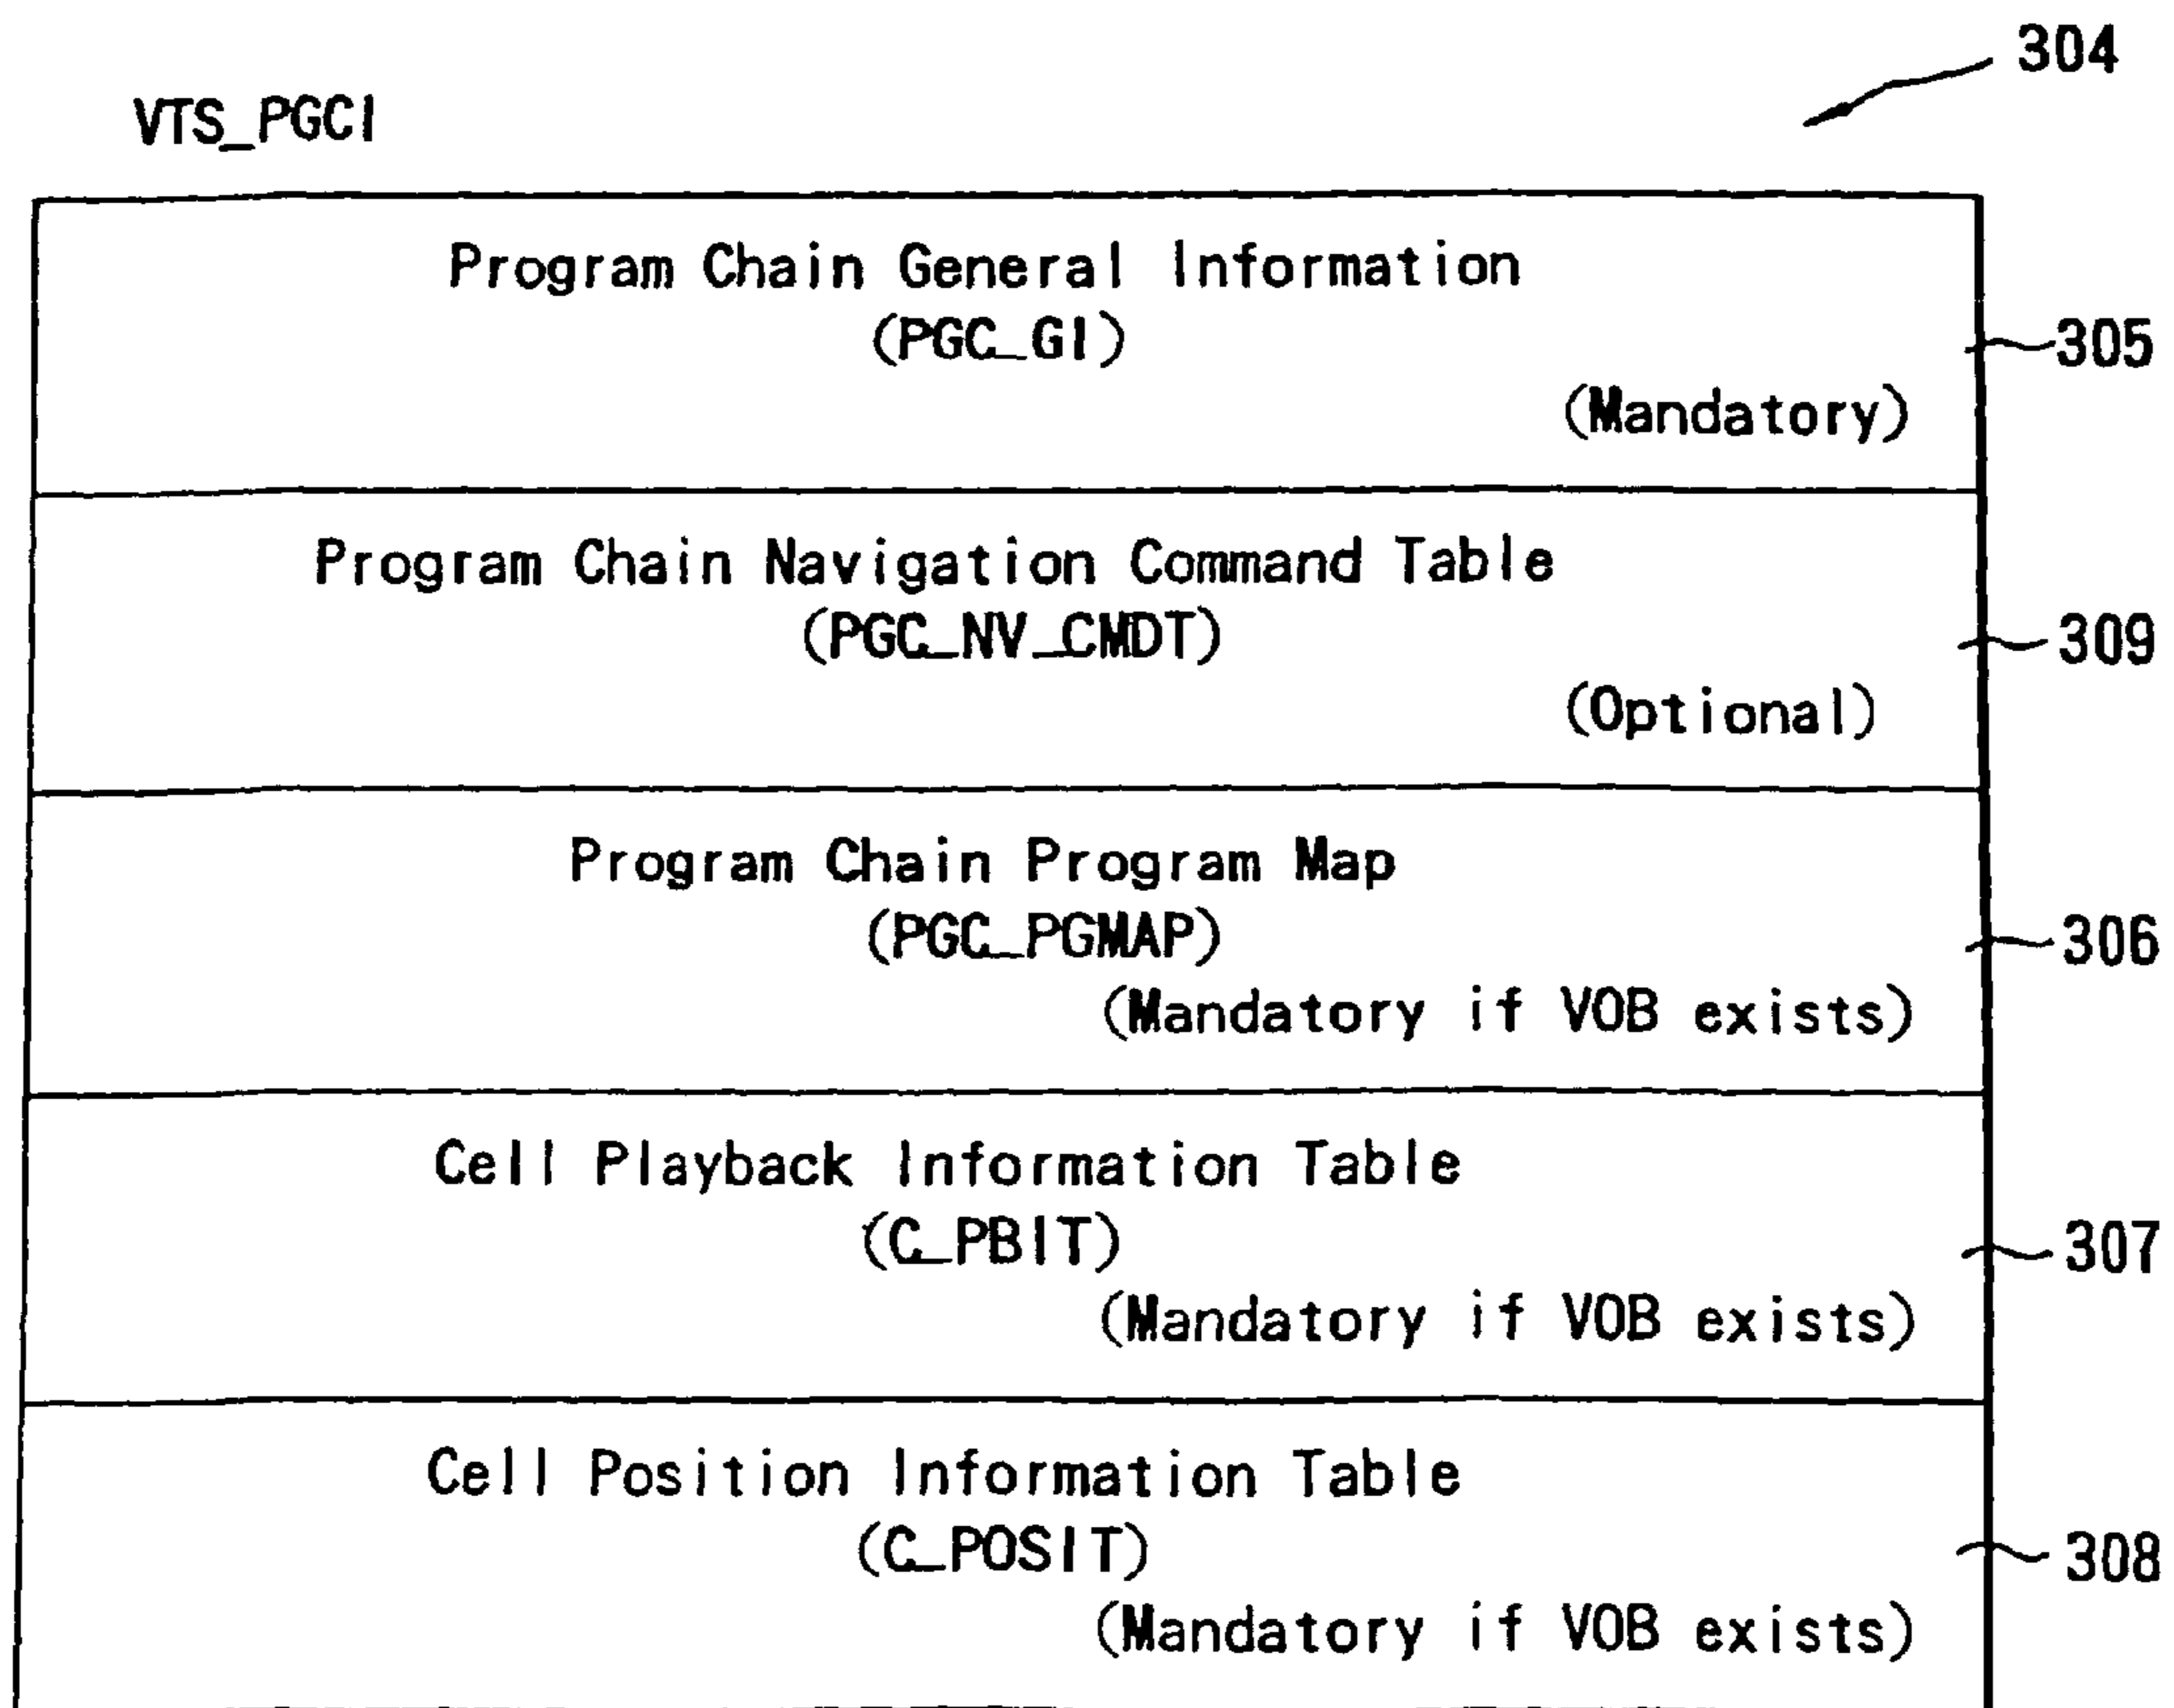 304
VTS_PGCI
Program Chain General Information
(PGC_GI)
305
(Mandatory)
Program Chain Navigation Command Table
(PGC_NV_CMDT)
309
(Optional)
Program Chain Program Map
(PGC_PGMAP)
306
(Mandatory if VOB exists)
Cell Playback Information Table
(C_PBIT)
307
(Mandatory if VOB exists)
Cell Position Information Table
(C_POSIT)
308
(Mandatory if VOB exists)